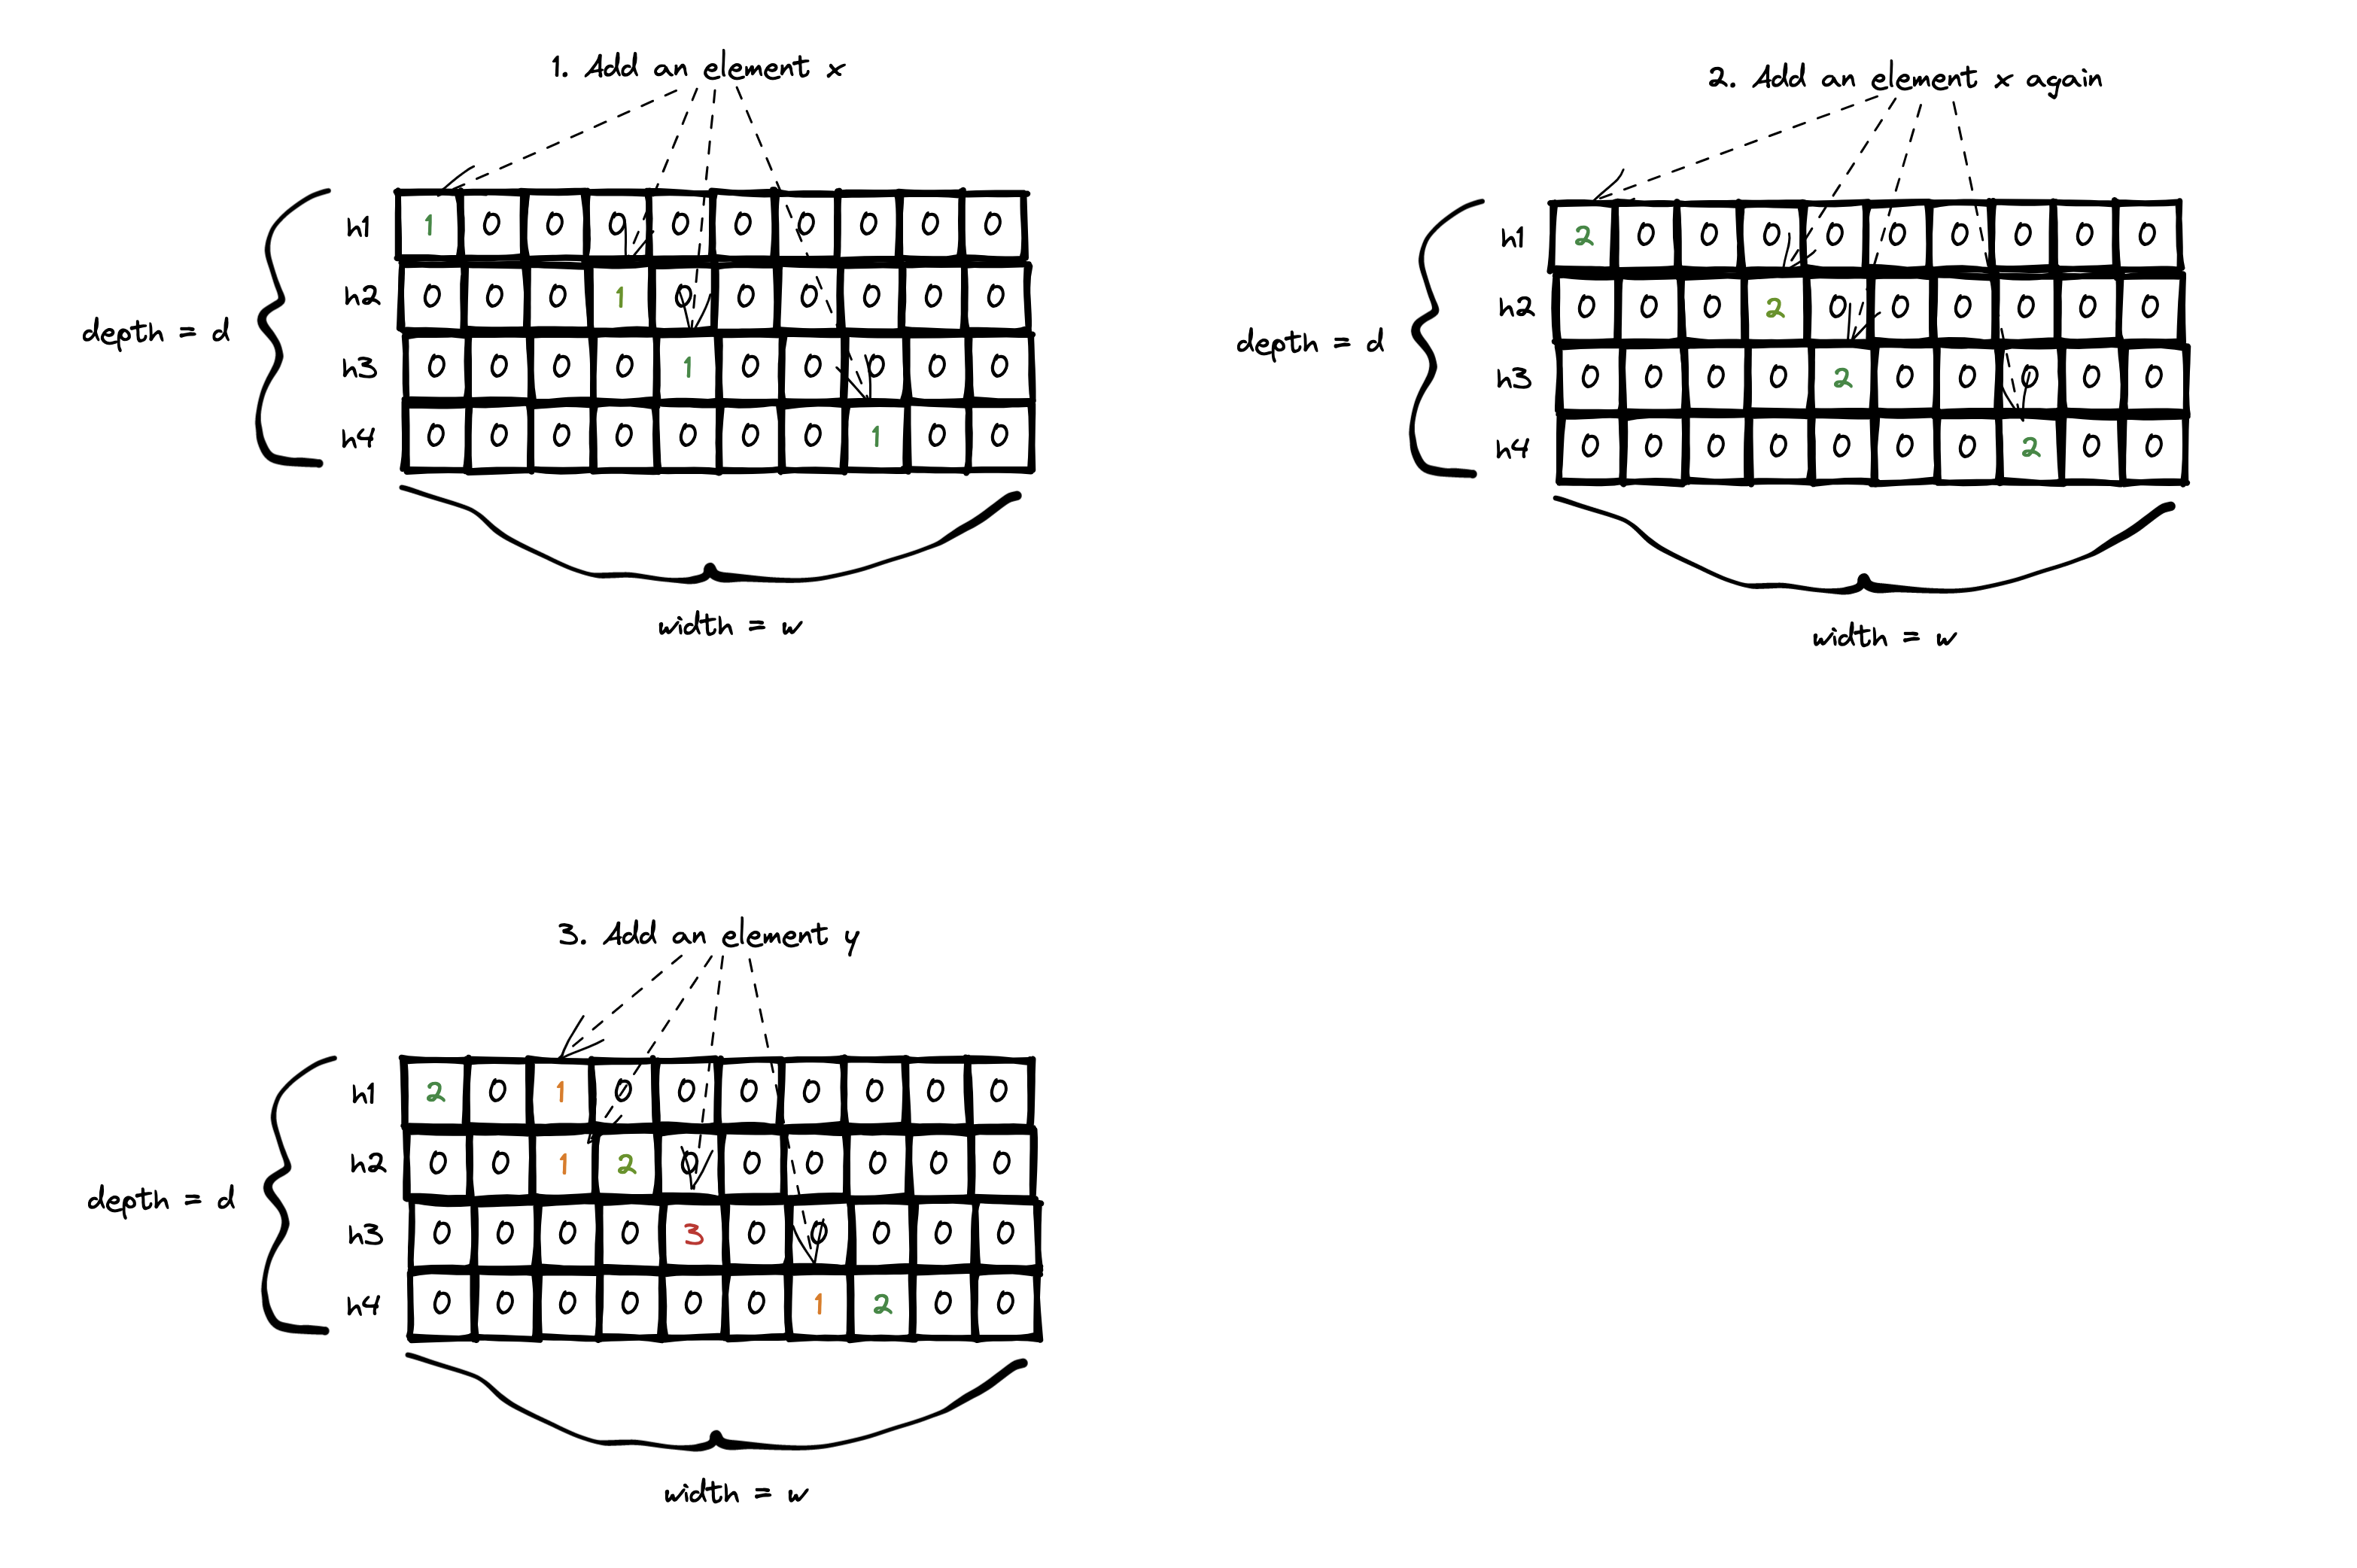 1. Add an element x
h1 1 0 0 0 0 0 0 0 0 0
h2 0 0 0 1 0 0 0 0 0 0
depth = d
h3 0 0 0 0 1 0 0 0 0 0
h4 0 0 0 0 0 0 0 1 0 0
width = w
2. Add an element x again
h1 2 0 0 0 0 0 0 0 0 0
h2 0 0 0 2 0 0 0 0 0 0
depth = d
h3 0 0 0 0 2 0 0 0 0 0
h4 0 0 0 0 0 0 0 2 0 0
width = w
3. Add an element y
h1 2 0 1 0 0 0 0 0 0 0
h2 0 0 1 2 0 0 0 0 0 0
depth = d
h3 0 0 0 0 3 0 0 0 0 0
h4 0 0 0 0 0 0 1 2 0 0
width = w